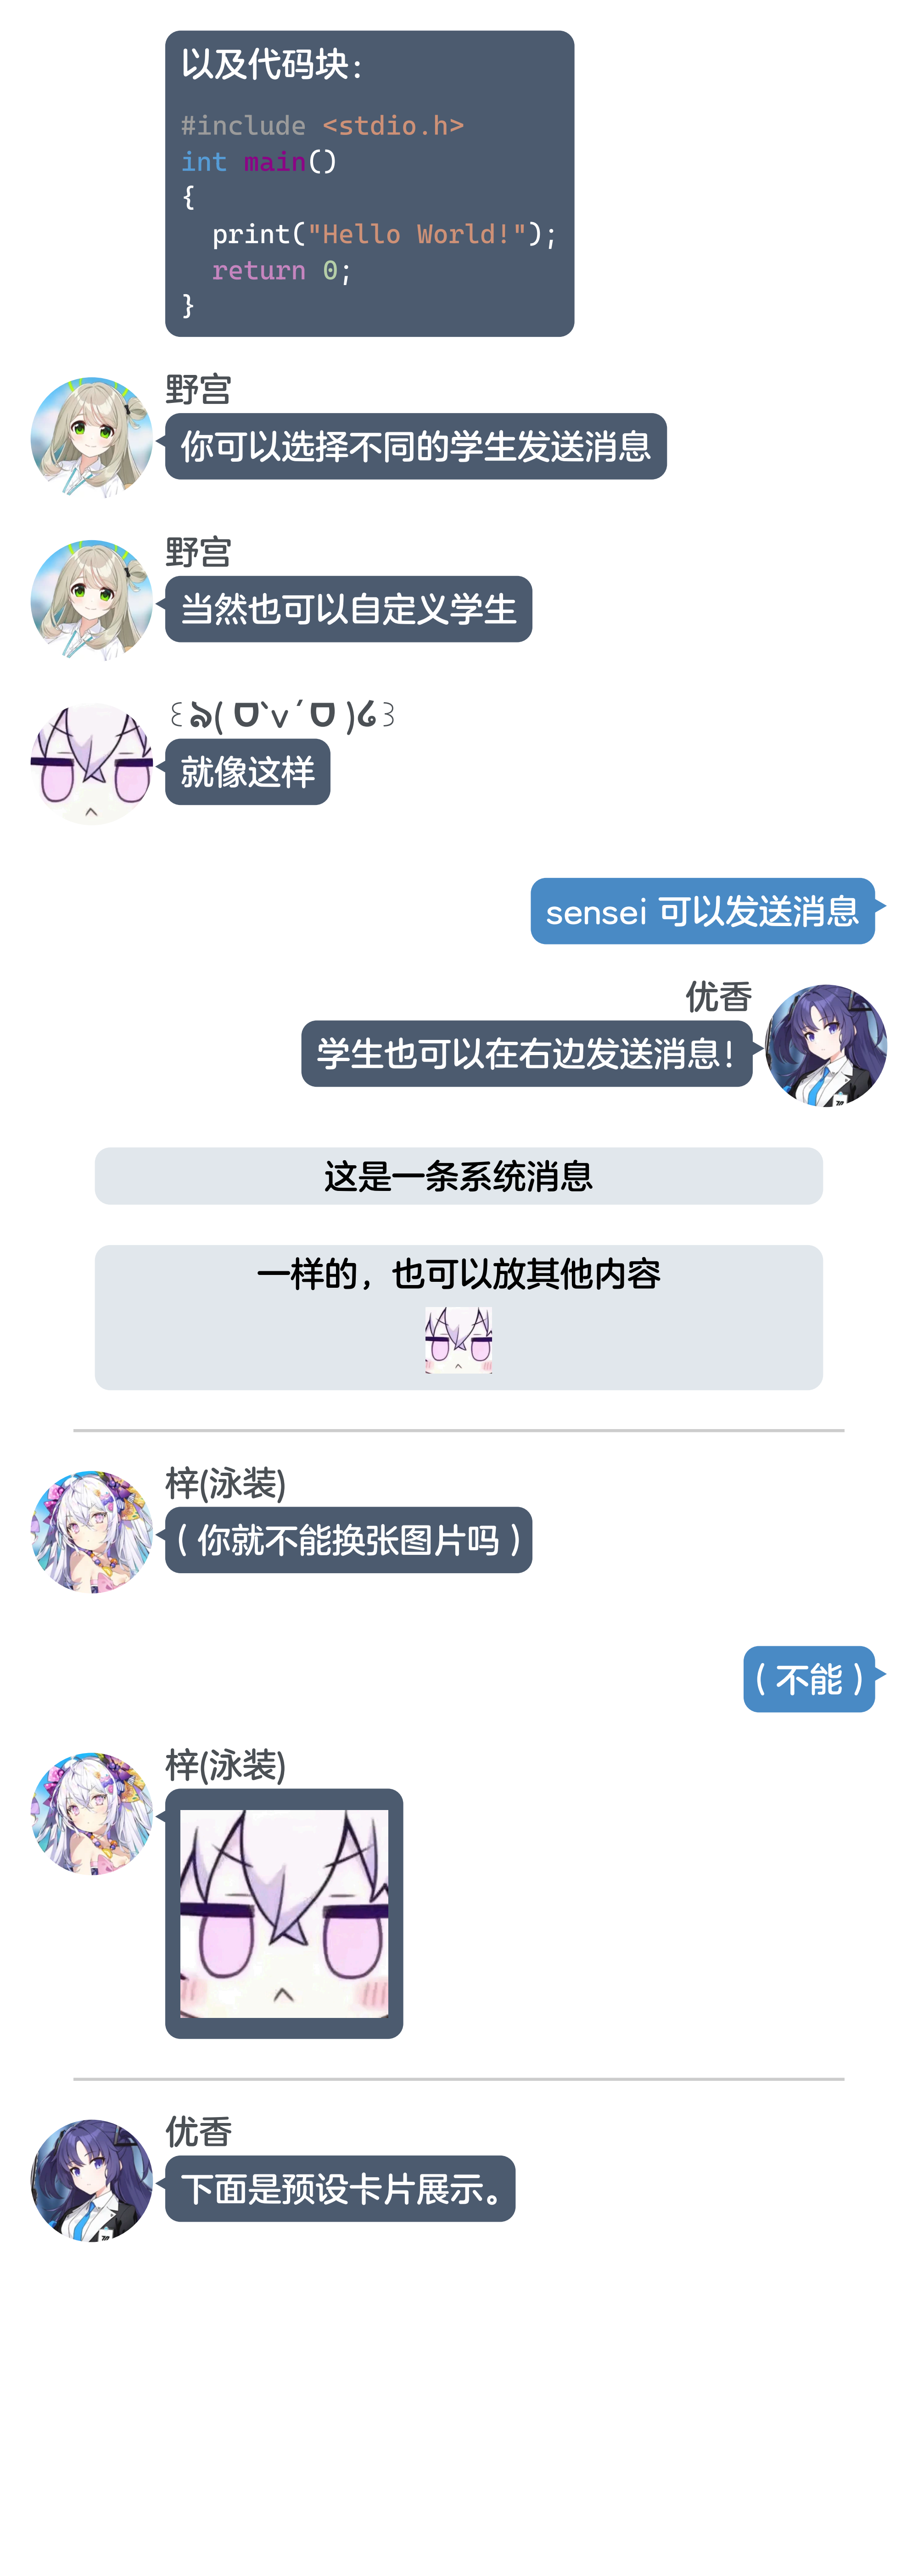 以及代码块：
#include <stdio.h>
int main()
{
  print("Hello World!");
  return 0;
}
野宫
你可以选择不同的学生发送消息
野宫
当然也可以自定义学生
꒰ঌ( ᗜ`v´ᗜ )໒꒱
就像这样
sensei 可以发送消息
优香
学生也可以在右边发送消息！
这是一条系统消息
一样的，也可以放其他内容
梓(泳装)
（你就不能换张图片吗）
（不能）
梓(泳装)
优香
下面是预设卡片展示。